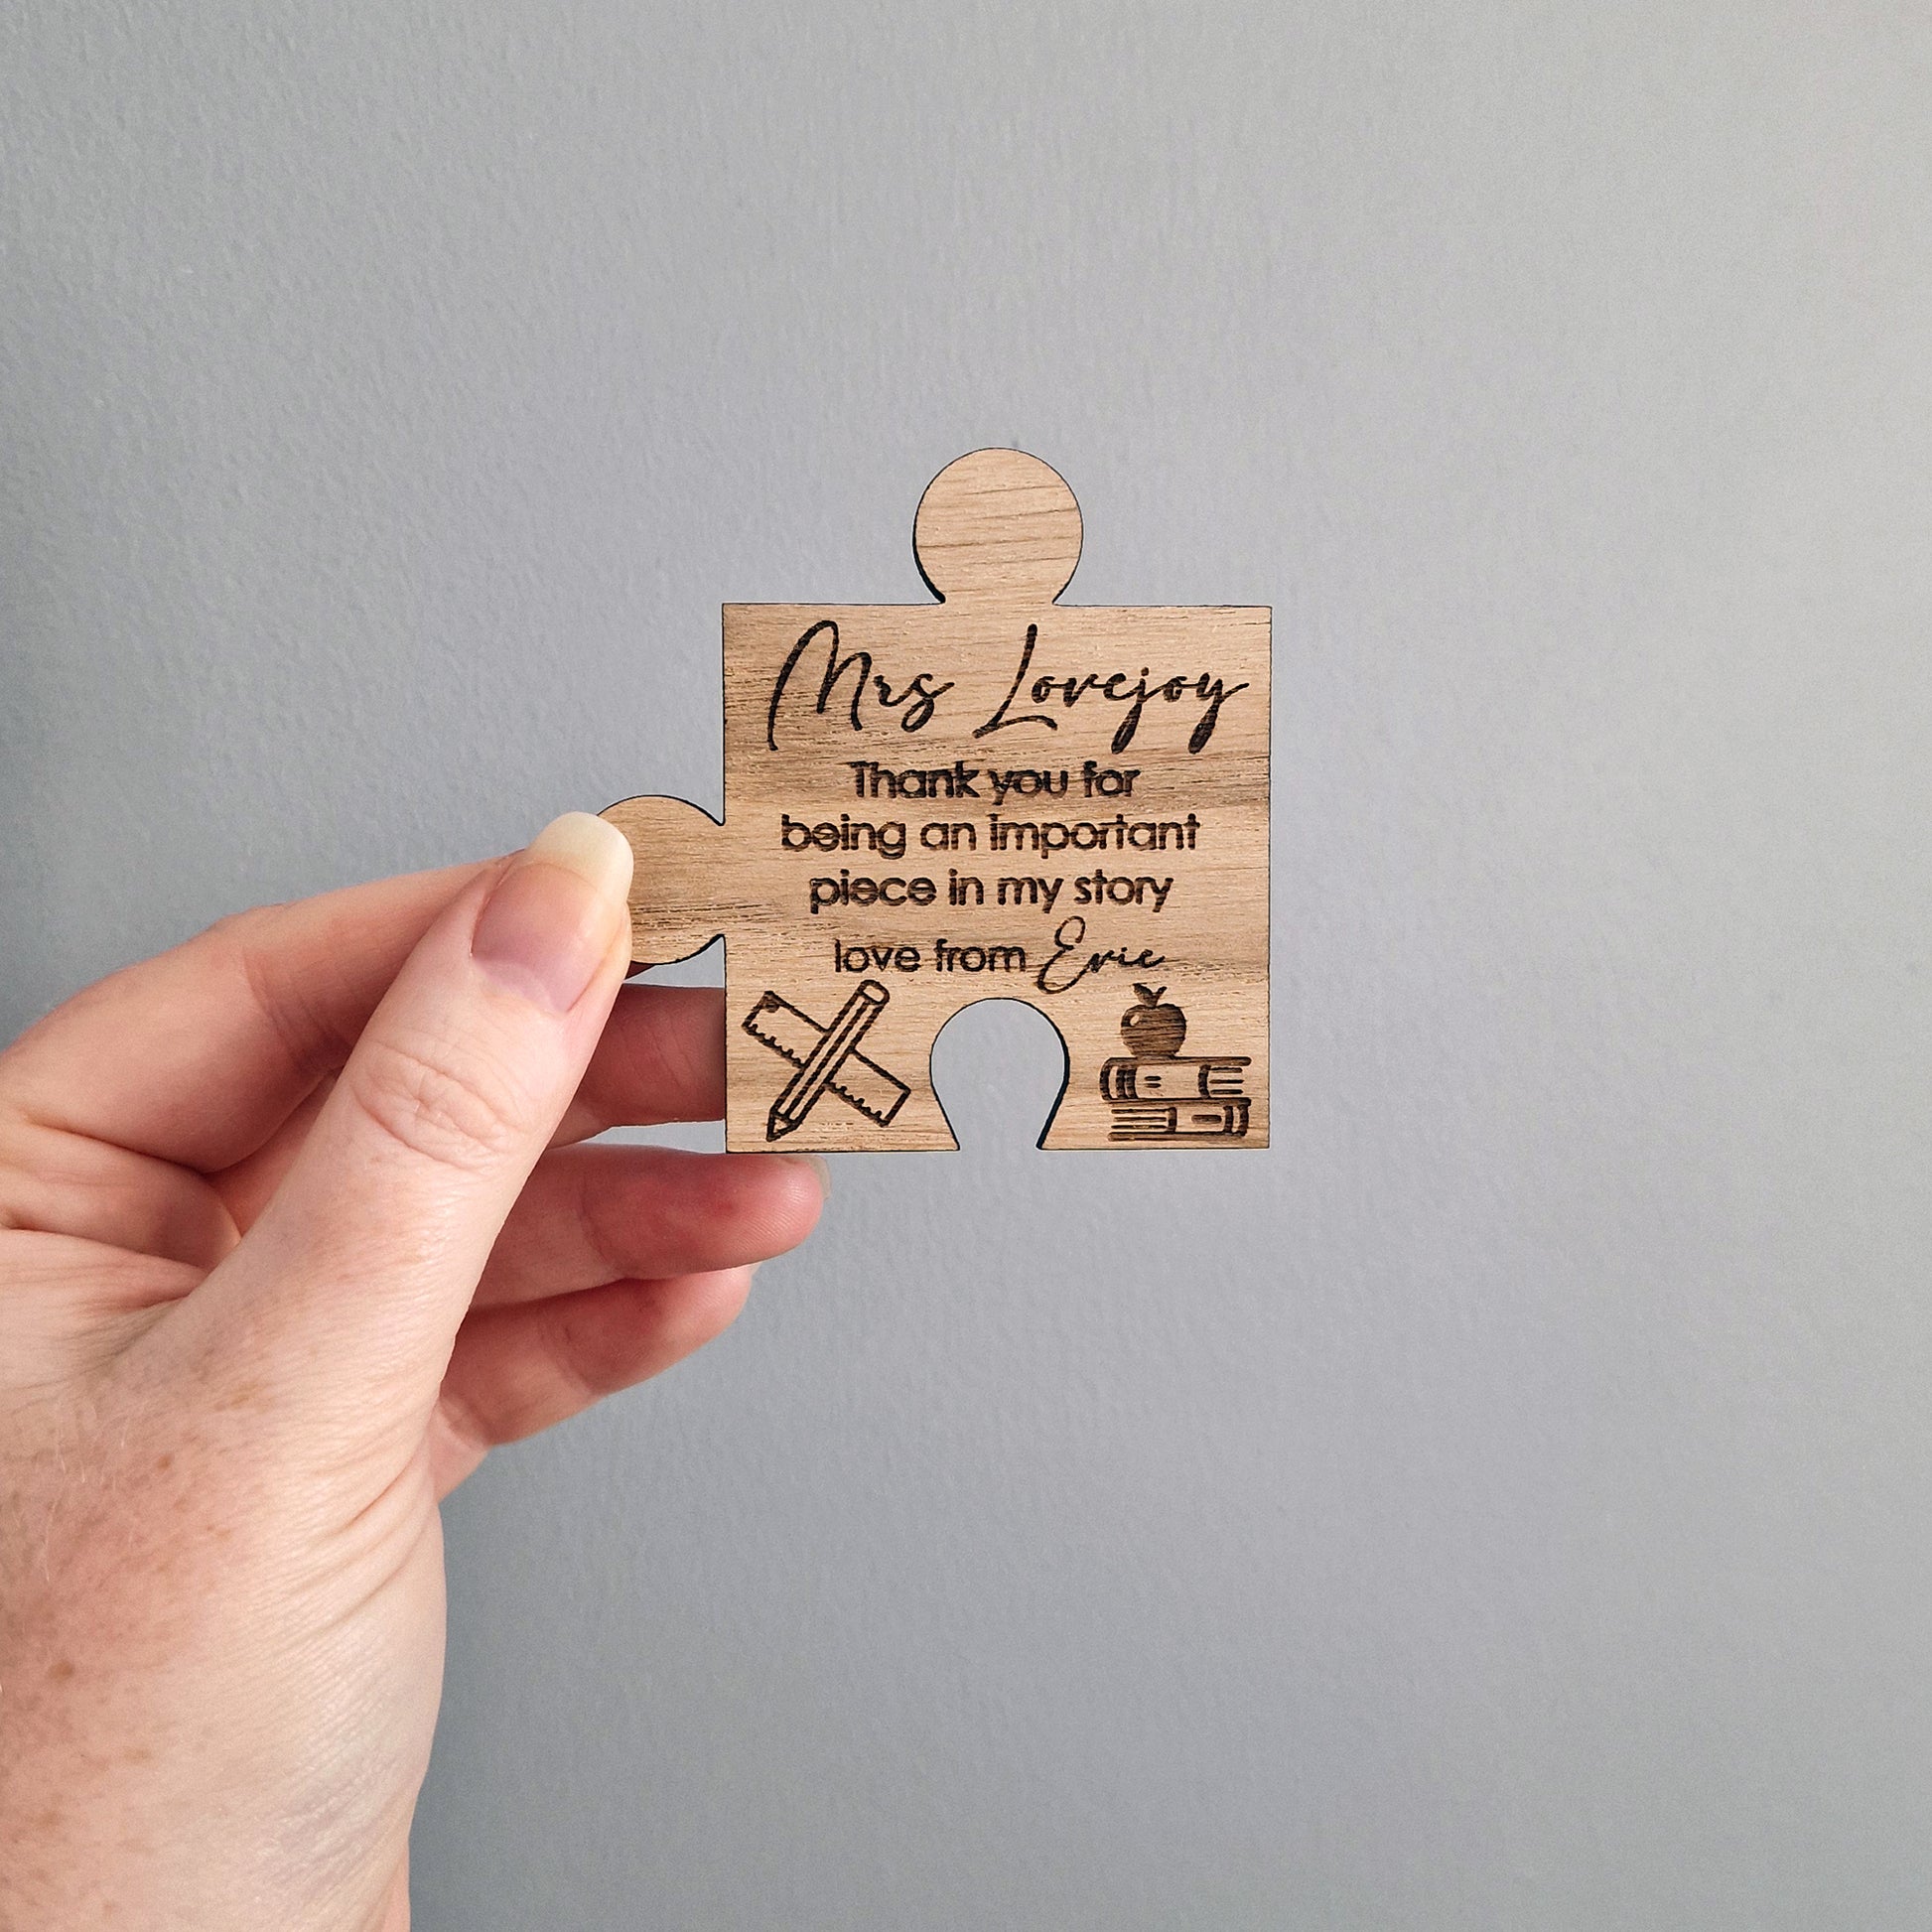 Mrs Lovejoy
Thank you for
being an important
piece in my story
love from Evie